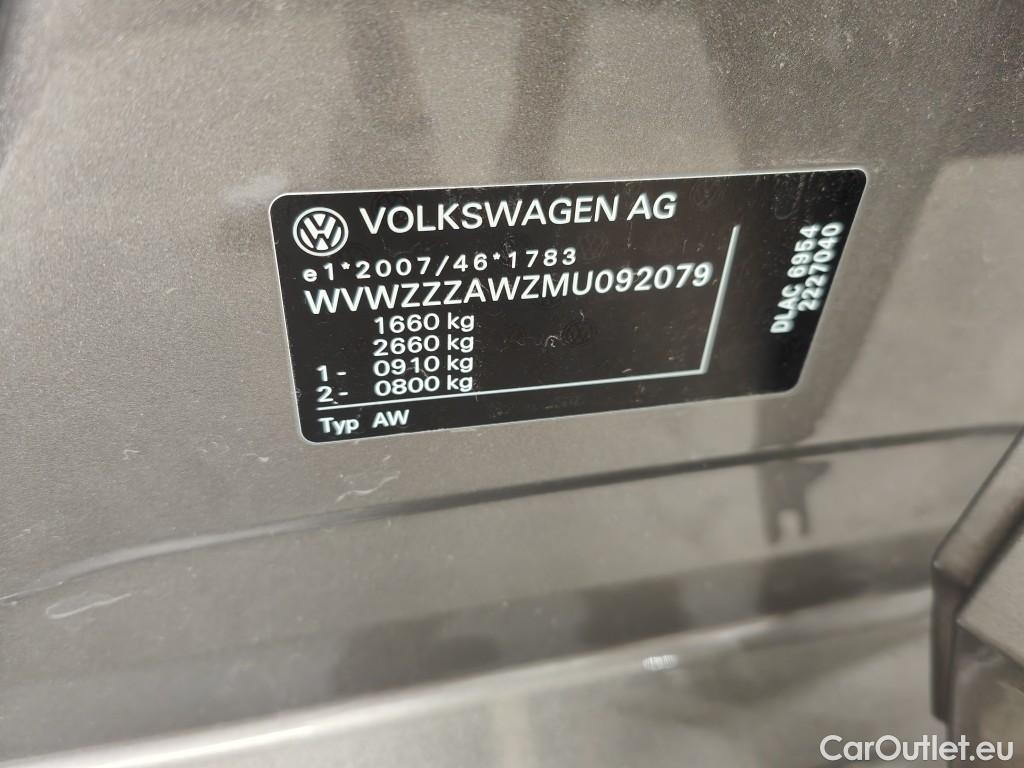 VOLKSWAGEN AG
e1*2007/46*1783
WVWZZZAWZMU092079
1660 kg
2660 kg
1- 0910 kg
2- 0800 kg
Typ AW
DLAC 6954
2227040
CarOutlet.eu